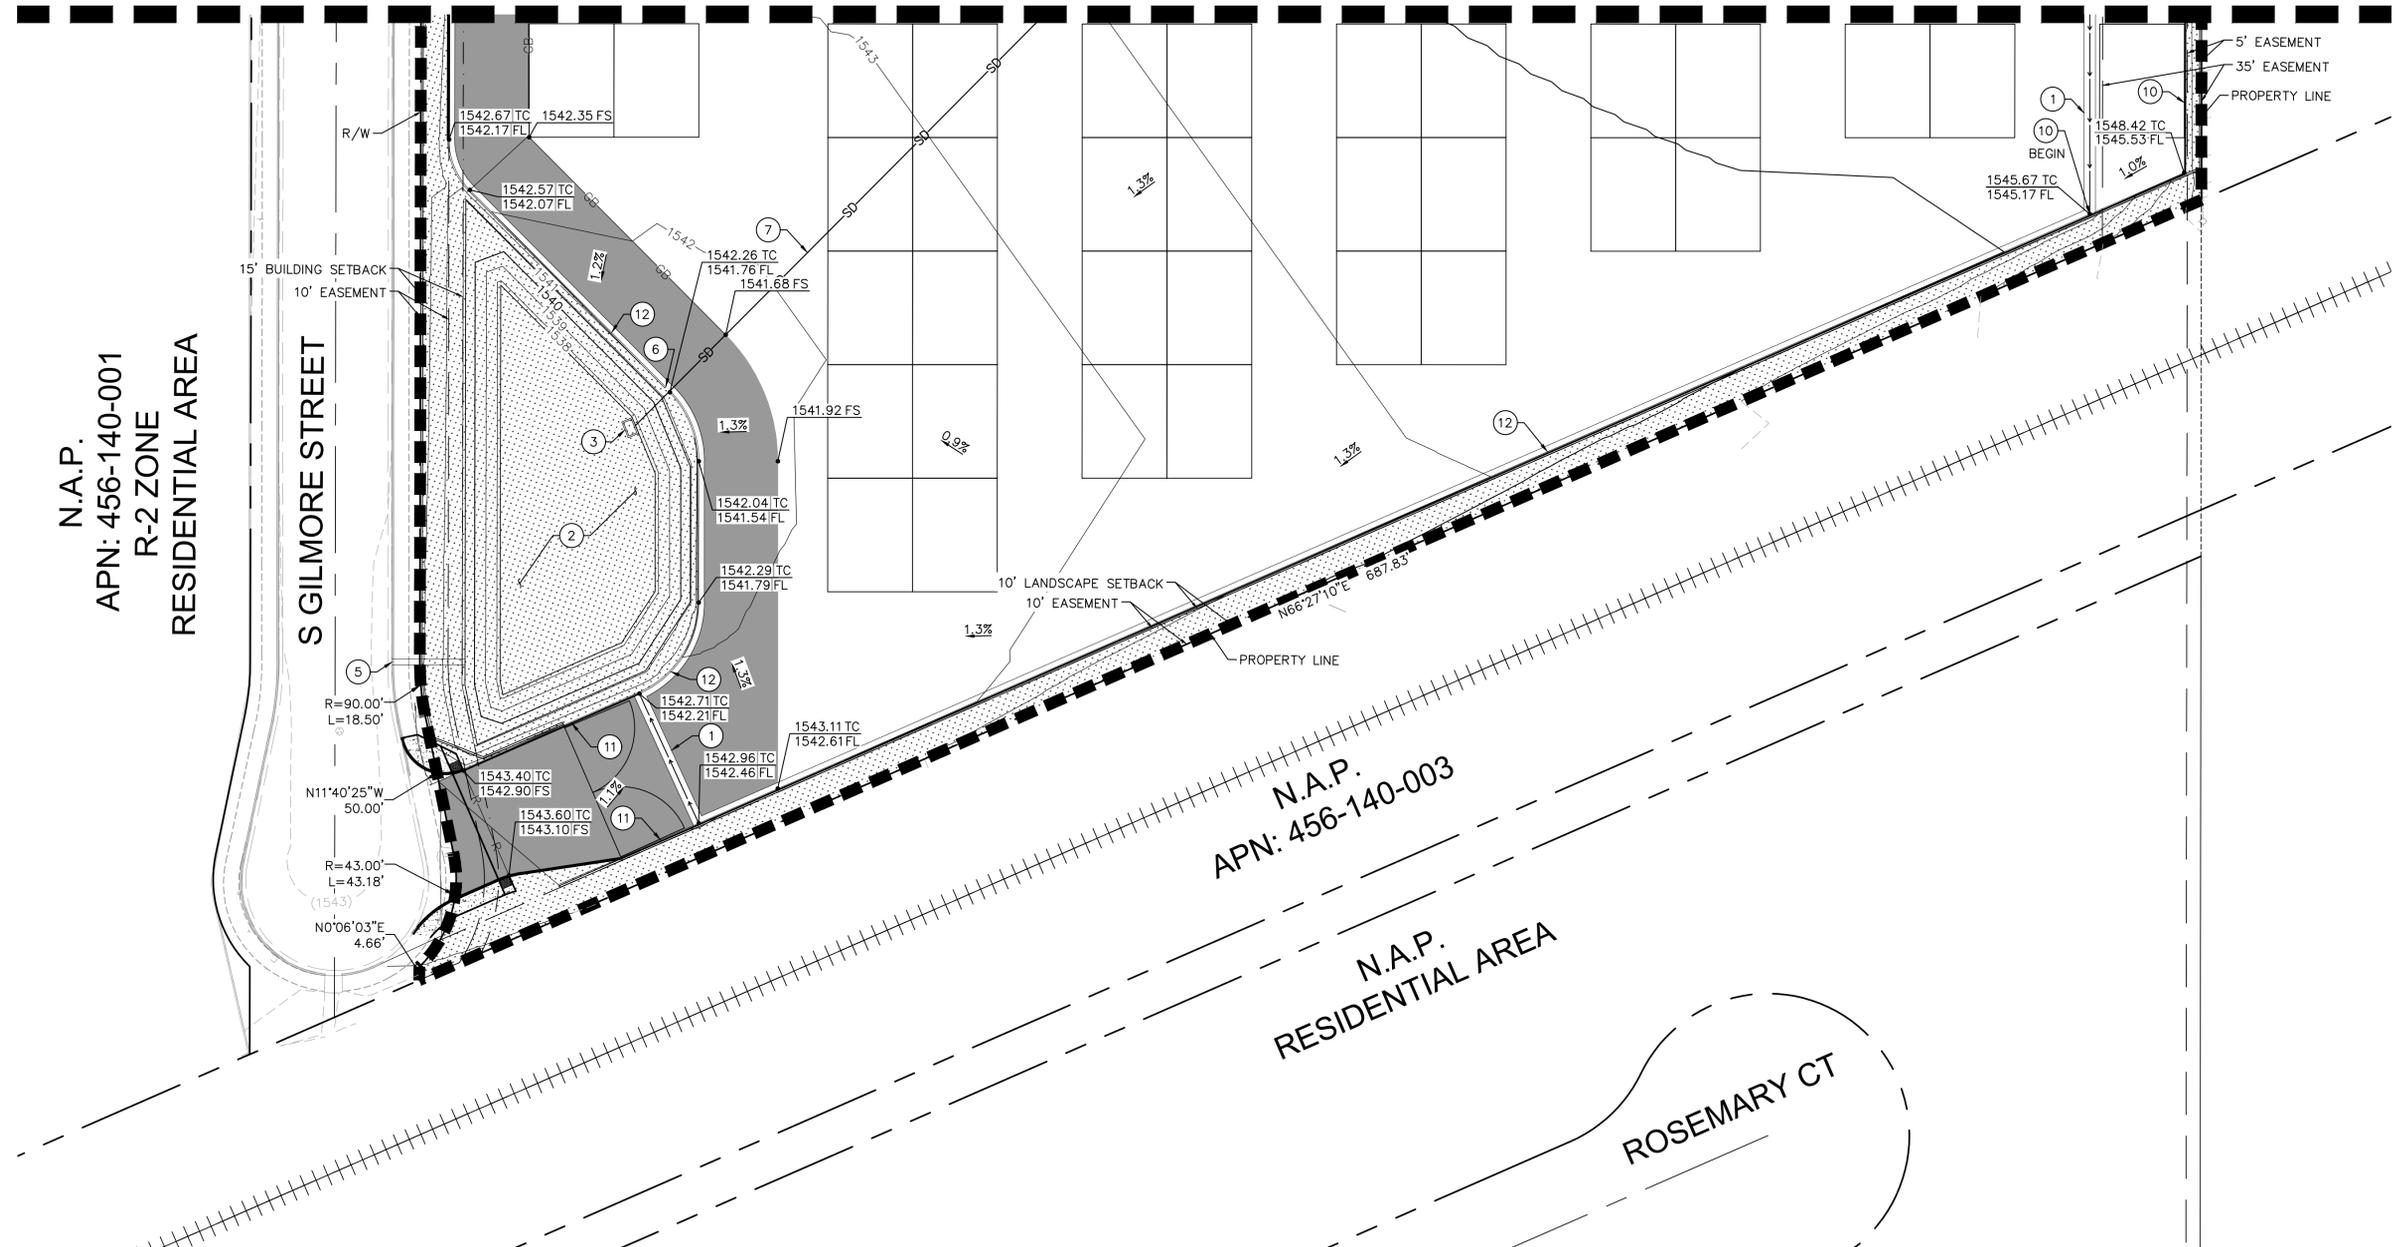 N.A.P.
APN: 456-140-001
R-2 ZONE
RESIDENTIAL AREA
S GILMORE STREET
R/W
GB
1542.67 TC
1542.17 FL
1542.35 FS
1542.57 TC
1542.07 FL
GB
1542
GB
7
1542.26 TC
1541.76 FL
1541.68 FS
15' BUILDING SETBACK
10' EASEMENT
1.2%
1541
1540
1539
1538
12
6
SD
SD
SD
SD
1543
1.3%
3
1.3%
1541.92 FS
0.9%
1.3%
1542.04 TC
1541.54 FL
2
1542.29 TC
1541.79 FL
1.3%
5
R=90.00'
L=18.50'
1.3%
12
1542.71 TC
1542.21 FL
11
1
1543.11 TC
1542.61 FL
1542.96 TC
1542.46 FL
1543.40 TC
1542.90 FS
N11°40'25"W
50.00'
1.1%
11
1543.60 TC
1543.10 FS
R
R
R=43.00'
L=43.18'
(1543)
N0°06'03"E
4.66'
10' LANDSCAPE SETBACK
10' EASEMENT
PROPERTY LINE
N66°27'10"E 687.83'
12
5' EASEMENT
35' EASEMENT
PROPERTY LINE
1
10
10
BEGIN
1548.42 TC
1545.53 FL
1.0%
1545.67 TC
1545.17 FL
N.A.P.
APN: 456-140-003
N.A.P.
RESIDENTIAL AREA
ROSEMARY CT